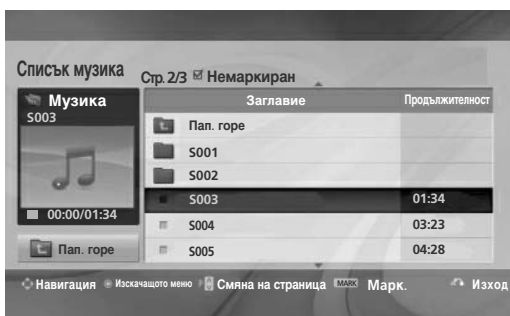 Списък музика Стр. 2/3 Немаркиран
Музика
S003
00:00/01:34
Пап. горе
Заглавие Продължителност
Пап. горе
S001
S002
S003 01:34
S004 03:23
S005 04:28
Навигация Изскачащото меню P Смяна на страница MARK Марк. Изход